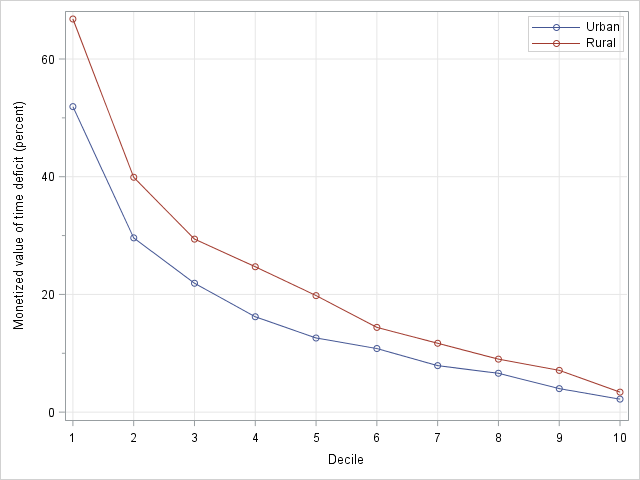 Urban
Rural
Monetized value of time deficit (percent)
60
40
20
0
1 2 3 4 5 6 7 8 9 10
Decile